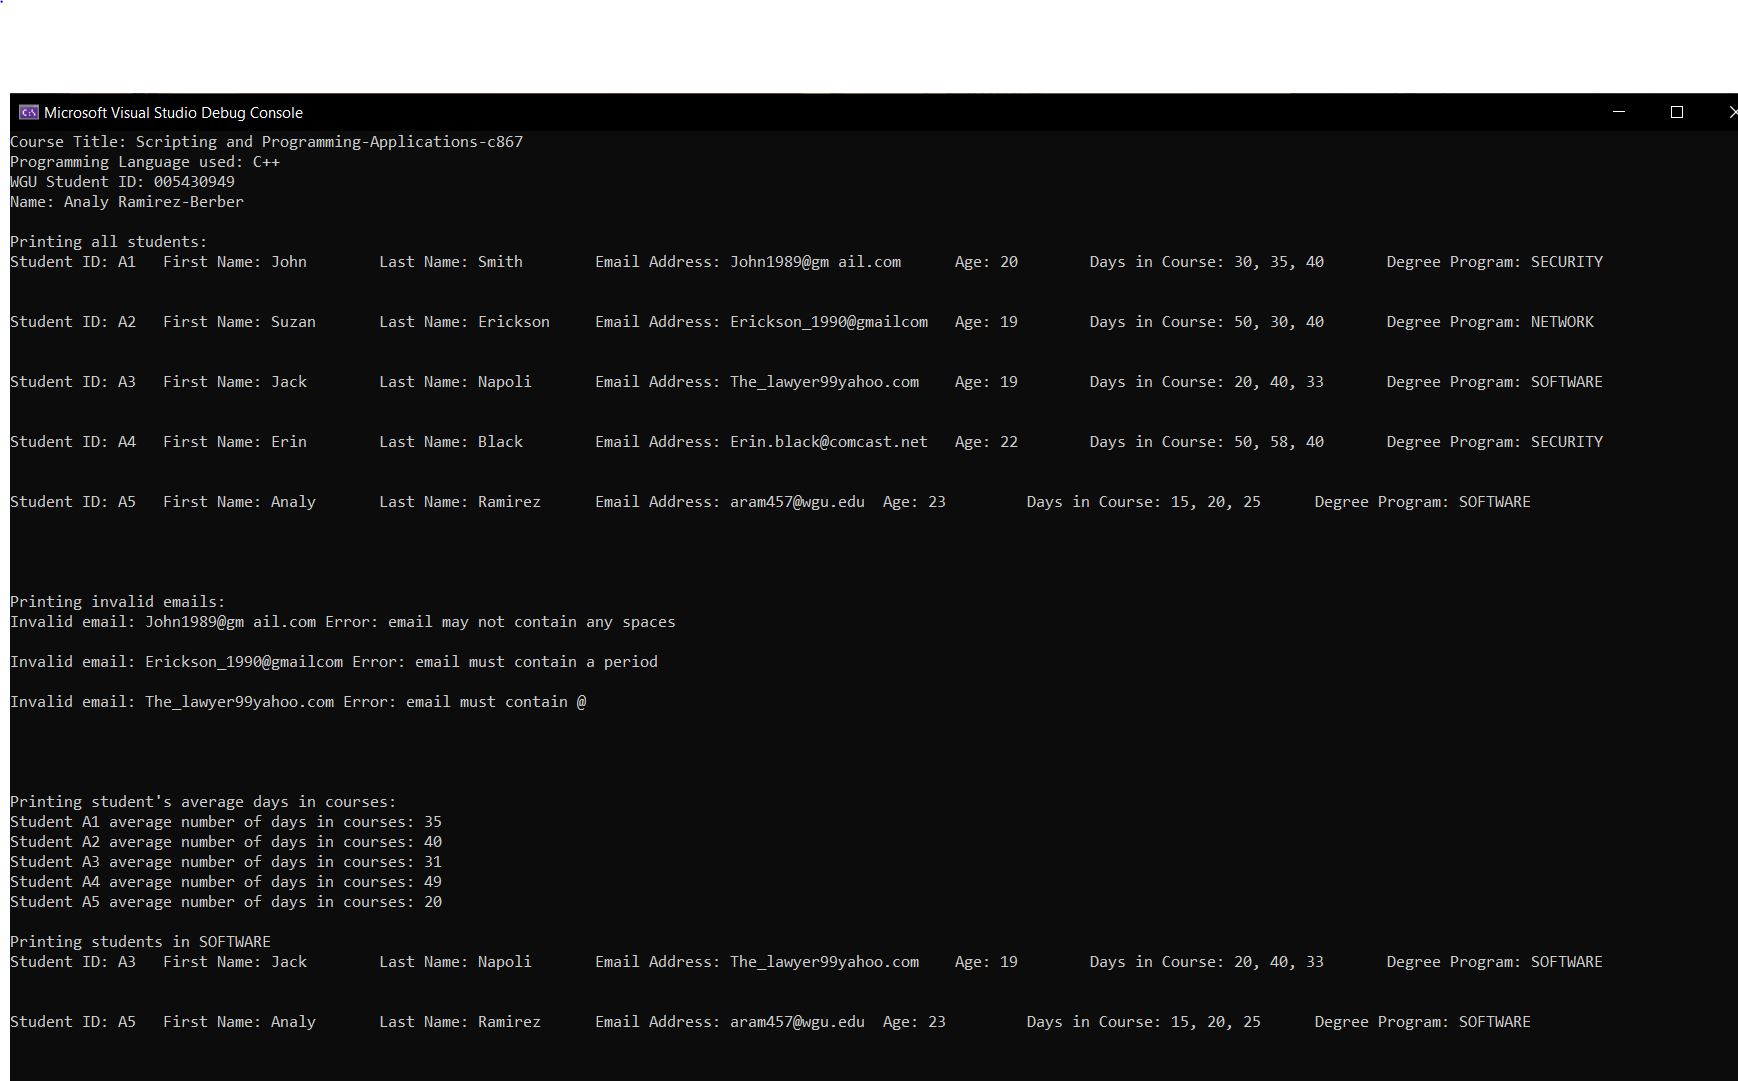 Microsoft Visual Studio Debug Console
Course Title: Scripting and Programming-Applications-c867
Programming Language used: C++
WGU Student ID: 005430949
Name: Analy Ramirez-Berber
Printing all students:
Student ID: A1 First Name: John Last Name: Smith Email Address: John1989@gm ail.com Age: 20 Days in Course: 30, 35, 40 Degree Program: SECURITY
Student ID: A2 First Name: Suzan Last Name: Erickson Email Address: Erickson_1990@gmailcom Age: 19 Days in Course: 50, 30, 40 Degree Program: NETWORK
Student ID: A3 First Name: Jack Last Name: Napoli Email Address: The_lawyer99yahoo.com Age: 19 Days in Course: 20, 40, 33 Degree Program: SOFTWARE
Student ID: A4 First Name: Erin Last Name: Black Email Address: Erin.black@comcast.net Age: 22 Days in Course: 50, 58, 40 Degree Program: SECURITY
Student ID: A5 First Name: Analy Last Name: Ramirez Email Address: aram457@wgu.edu Age: 23 Days in Course: 15, 20, 25 Degree Program: SOFTWARE
Printing invalid emails:
Invalid email: John1989@gm ail.com Error: email may not contain any spaces
Invalid email: Erickson_1990@gmailcom Error: email must contain a period
Invalid email: The_lawyer99yahoo.com Error: email must contain @
Printing student's average days in courses:
Student A1 average number of days in courses: 35
Student A2 average number of days in courses: 40
Student A3 average number of days in courses: 31
Student A4 average number of days in courses: 49
Student A5 average number of days in courses: 20
Printing students in SOFTWARE
Student ID: A3 First Name: Jack Last Name: Napoli Email Address: The_lawyer99yahoo.com Age: 19 Days in Course: 20, 40, 33 Degree Program: SOFTWARE
Student ID: A5 First Name: Analy Last Name: Ramirez Email Address: aram457@wgu.edu Age: 23 Days in Course: 15, 20, 25 Degree Program: SOFTWARE